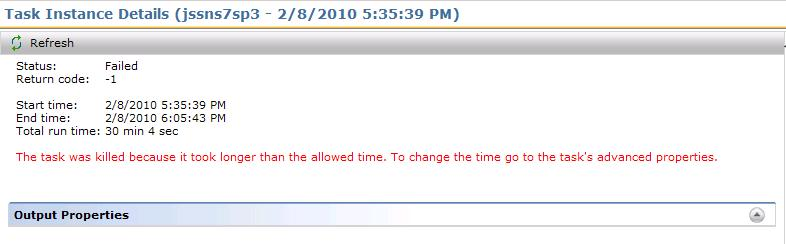 Task Instance Details (jssns7sp3 - 2/8/2010 5:35:39 PM)
Refresh
Status: Failed
Return code: -1
Start time: 2/8/2010 5:35:39 PM
End time: 2/8/2010 6:05:43 PM
Total run time: 30 min 4 sec
The task was killed because it took longer than the allowed time. To change the time go to the task's advanced properties.
Output Properties